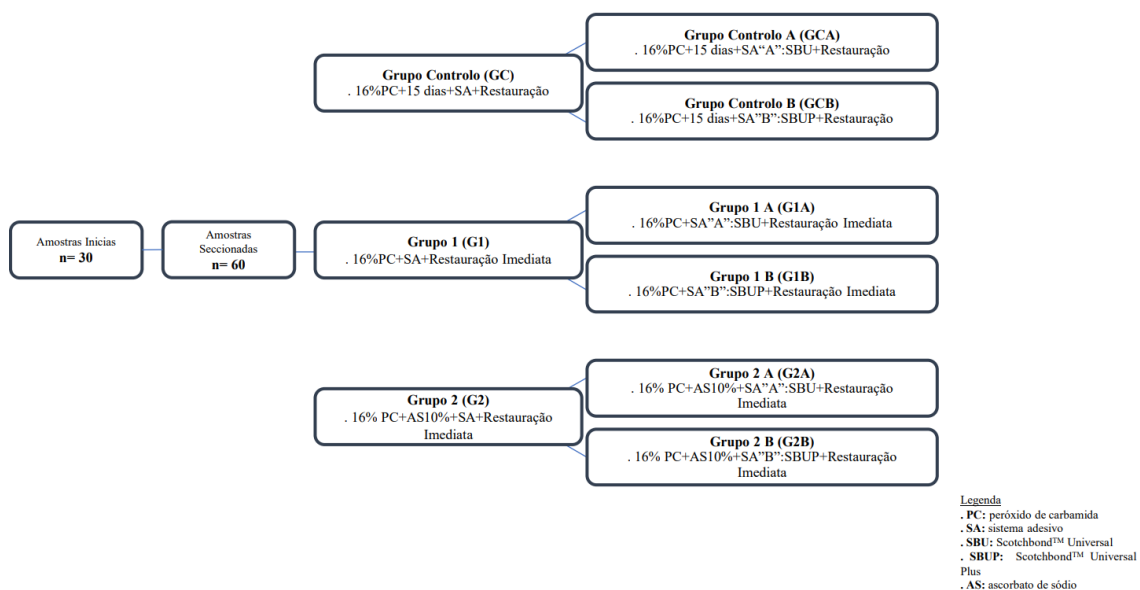 Amostras Inicias
n= 30
Amostras
Seccionadas
n= 60
Grupo Controlo (GC)
. 16%PC+15 dias+SA+Restauração
Grupo Controlo A (GCA)
. 16%PC+15 dias+SA“A”:SBU+Restauração
Grupo Controlo B (GCB)
. 16%PC+15 dias+SA”B”:SBUP+Restauração
Grupo 1 (G1)
. 16%PC+SA+Restauração Imediata
Grupo 1 A (G1A)
. 16%PC+SA”A”:SBU+Restauração Imediata
Grupo 1 B (G1B)
. 16%PC+SA”B”:SBUP+Restauração Imediata
Grupo 2 (G2)
. 16% PC+AS10%+SA+Restauração
Imediata
Grupo 2 A (G2A)
. 16% PC+AS10%+SA”A”:SBU+Restauração
Imediata
Grupo 2 B (G2B)
. 16% PC+AS10%+SA”B”:SBUP+Restauração
Imediata
Legenda
. PC: peróxido de carbamida
. SA: sistema adesivo
. SBU: Scotchbond™ Universal
. SBUP: Scotchbond™ Universal
Plus
. AS: ascorbato de sódio